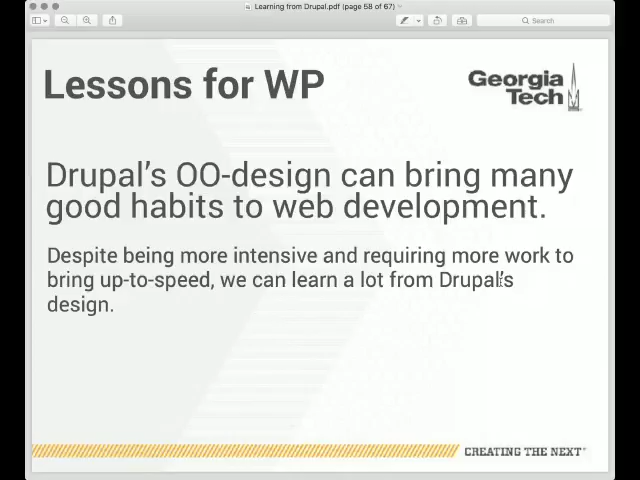 Learning from Drupal.pdf (page 58 of 67)
Search
Lessons for WP
Georgia
Tech
Drupal's OO-design can bring many
good habits to web development.
Despite being more intensive and requiring more work to
bring up-to-speed, we can learn a lot from Drupal's
design.
CREATING THE NEXT